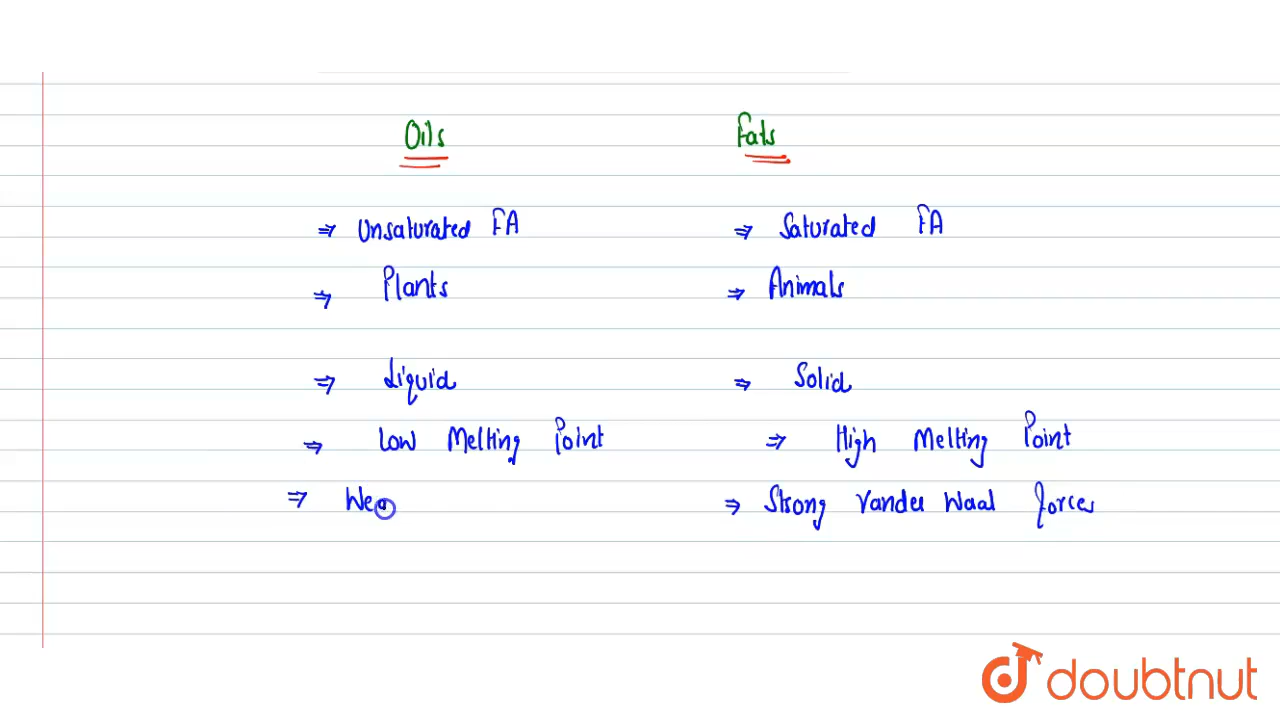 Oils Fats
⇒ Unsaturated FA ⇒ Saturated FA
⇒ Plants ⇒ Animals
⇒ Liquid ⇒ Solid
⇒ Low Melting Point ⇒ High Melting Point
⇒ Wea ⇒ Strong Vander Waal forces
doubtnut